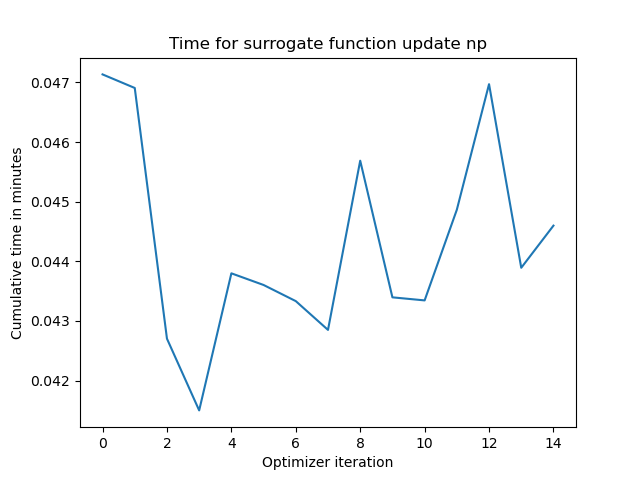 Time for surrogate function update np
Cumulative time in minutes
0.047
0.046
0.045
0.044
0.043
0.042
0 2 4 6 8 10 12 14
Optimizer iteration